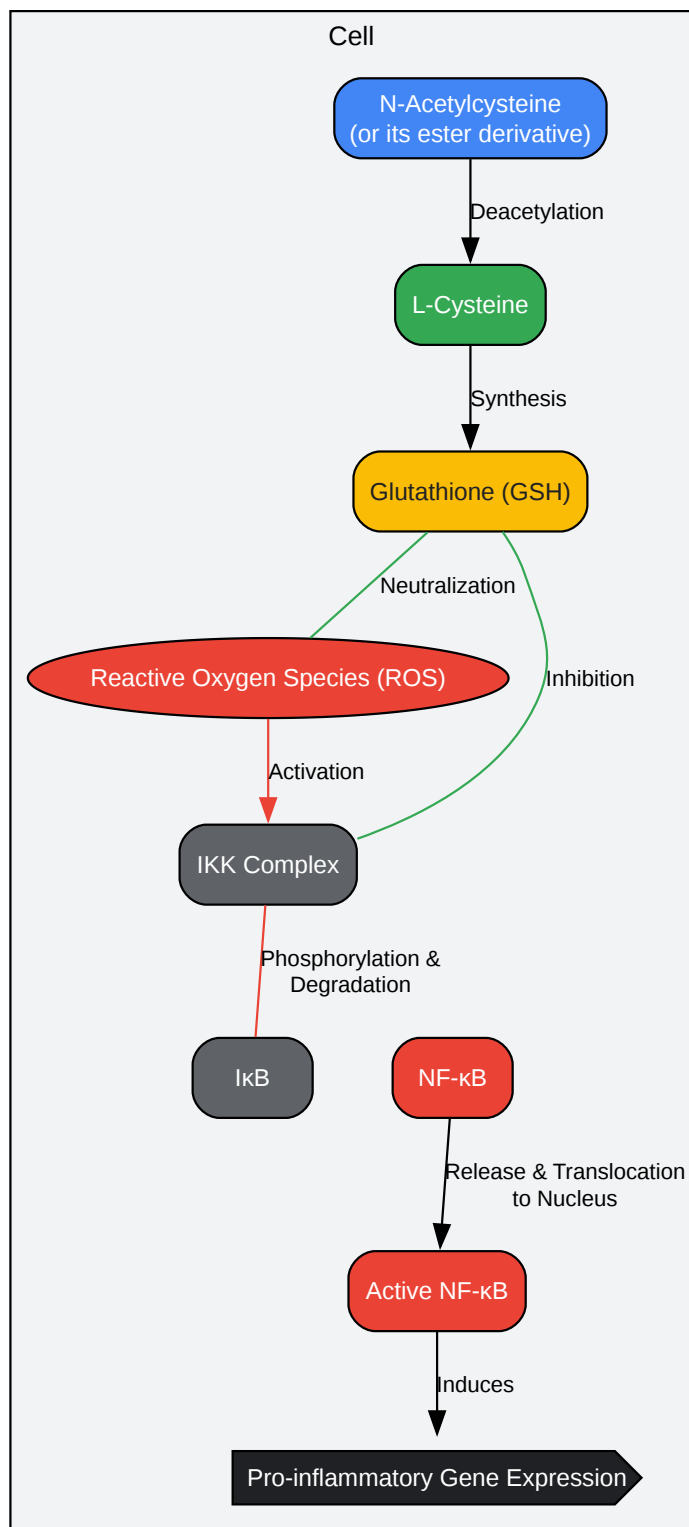 Cell
N-Acetylcysteine
(or its ester derivative)
Deacetylation
L-Cysteine
Synthesis
Glutathione (GSH)
Neutralization
Reactive Oxygen Species (ROS)
Inhibition
Activation
IKK Complex
Phosphorylation &
Degradation
IκB
NF-κB
Release & Translocation
to Nucleus
Active NF-κB
Induces
Pro-inflammatory Gene Expression